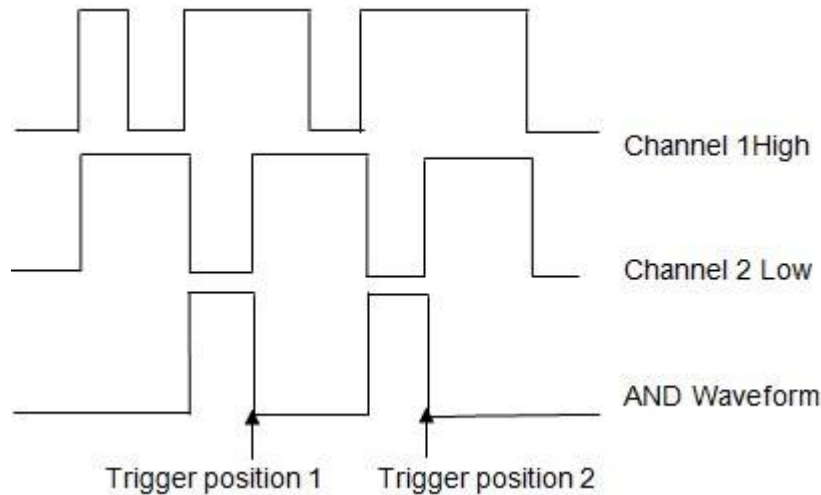 Channel 1High
Channel 2 Low
AND Waveform
Trigger position 1
Trigger position 2